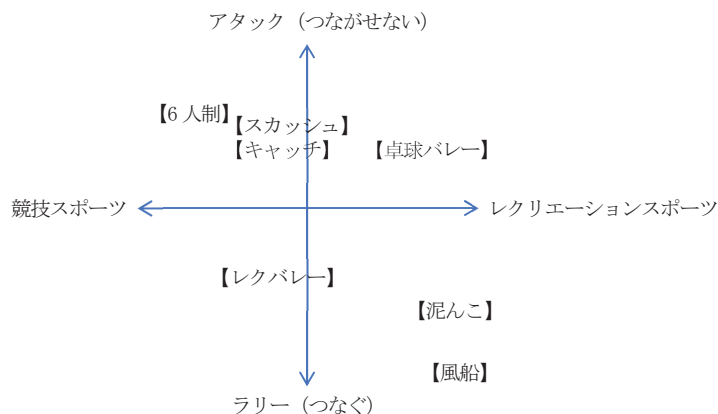 アタック（つながせない）
【6 人制】
【スカッシュ】
【キャッチ】 【卓球バレー】
競技スポーツ レクリエーションスポーツ
【レクバレー】
【泥んこ】
【風船】
ラリー（つなぐ）